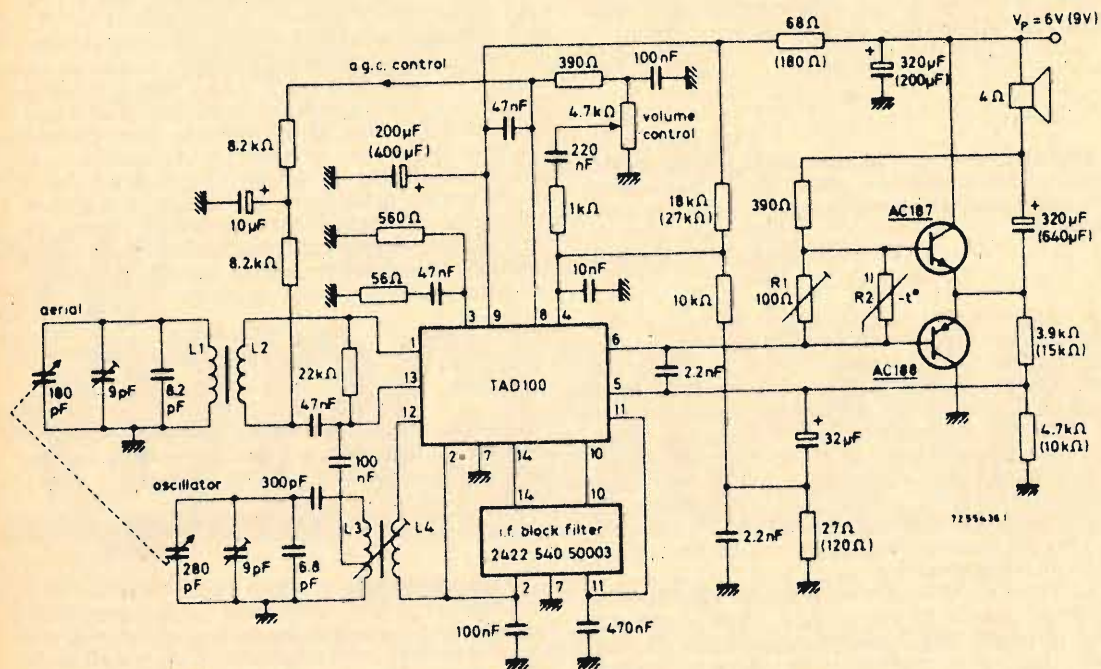 Vp = 6V (9V)
68Ω
(180Ω)
320µF
(200µF)
4Ω
a.g.c. control
390Ω
100
nF
47nF
4.7kΩ
volume
control
200µF
(400µF)
220
nF
8.2kΩ
10µF
1kΩ
18kΩ
(27kΩ)
390Ω
AC187
320µF
(640µF)
560Ω
8.2kΩ
47nF
56Ω
10nF
10kΩ
R1
100Ω
1)
R2
-t°
3 9 8 4
aerial
L1
L2
180
pF
9pF
8.2
pF
22kΩ
47nF
1
13
12
TAD100
6
5
11
2 7 14 10
2.2nF
AC188
3.9kΩ
(15kΩ)
32µF
4.7kΩ
(10kΩ)
100
nF
oscillator
300pF
280
pF
9pF
6.8
pF
L3
L4
14 10
i.f. block filter
2422 540 50003
2 7 11
100nF
470nF
2.2nF
27Ω
(120Ω)
7255436.1